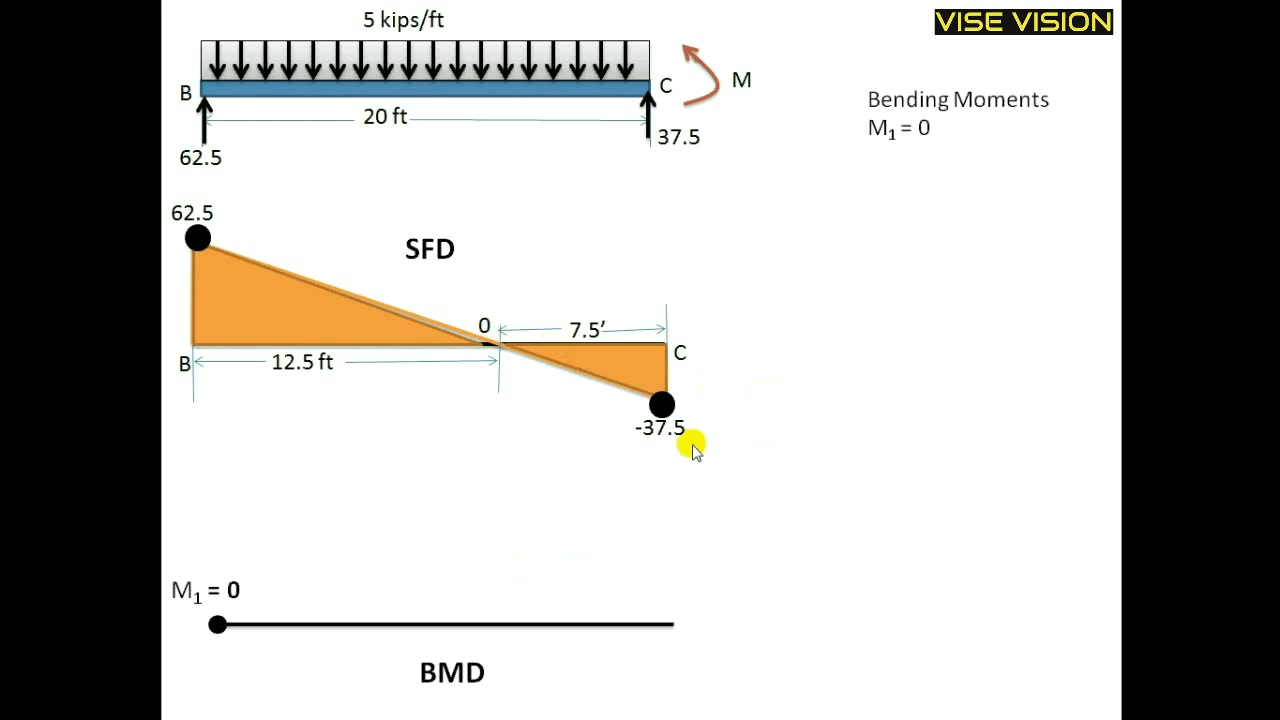 5 kips/ft
VISE VISION
B
C
M
20 ft
62.5
37.5
Bending Moments
M₁ = 0
62.5
SFD
0
7.5’
B
12.5 ft
C
-37.5
M₁ = 0
BMD